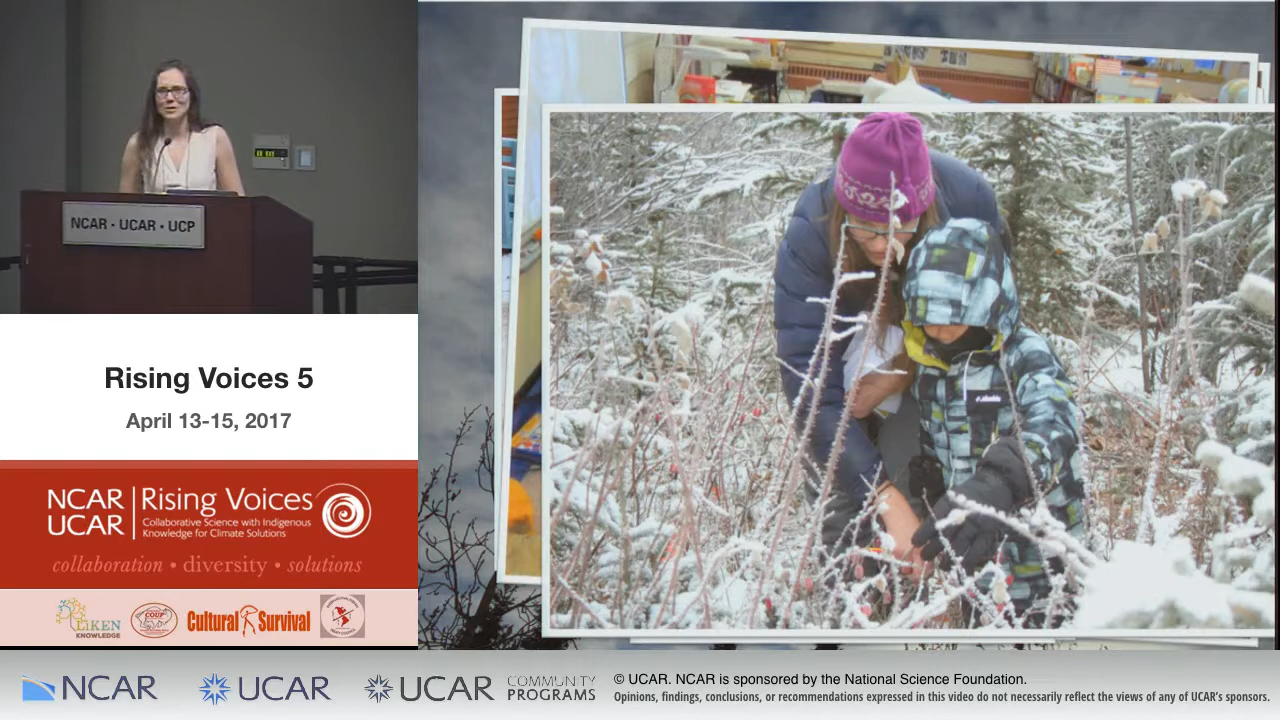 NCAR · UCAR · UCP
Rising Voices 5
April 13-15, 2017
NCAR
UCAR
Rising Voices
Collaborative Science with Indigenous
Knowledge for Climate Solutions
collaboration • diversity • solutions
LiKEN
KNOWLEDGE
COUP
Cultural Survival
NCAR
UCAR
UCAR
COMMUNITY
PROGRAMS
© UCAR. NCAR is sponsored by the National Science Foundation.
Opinions, findings, conclusions, or recommendations expressed in this video do not necessarily reflect the views of any of UCAR's sponsors.